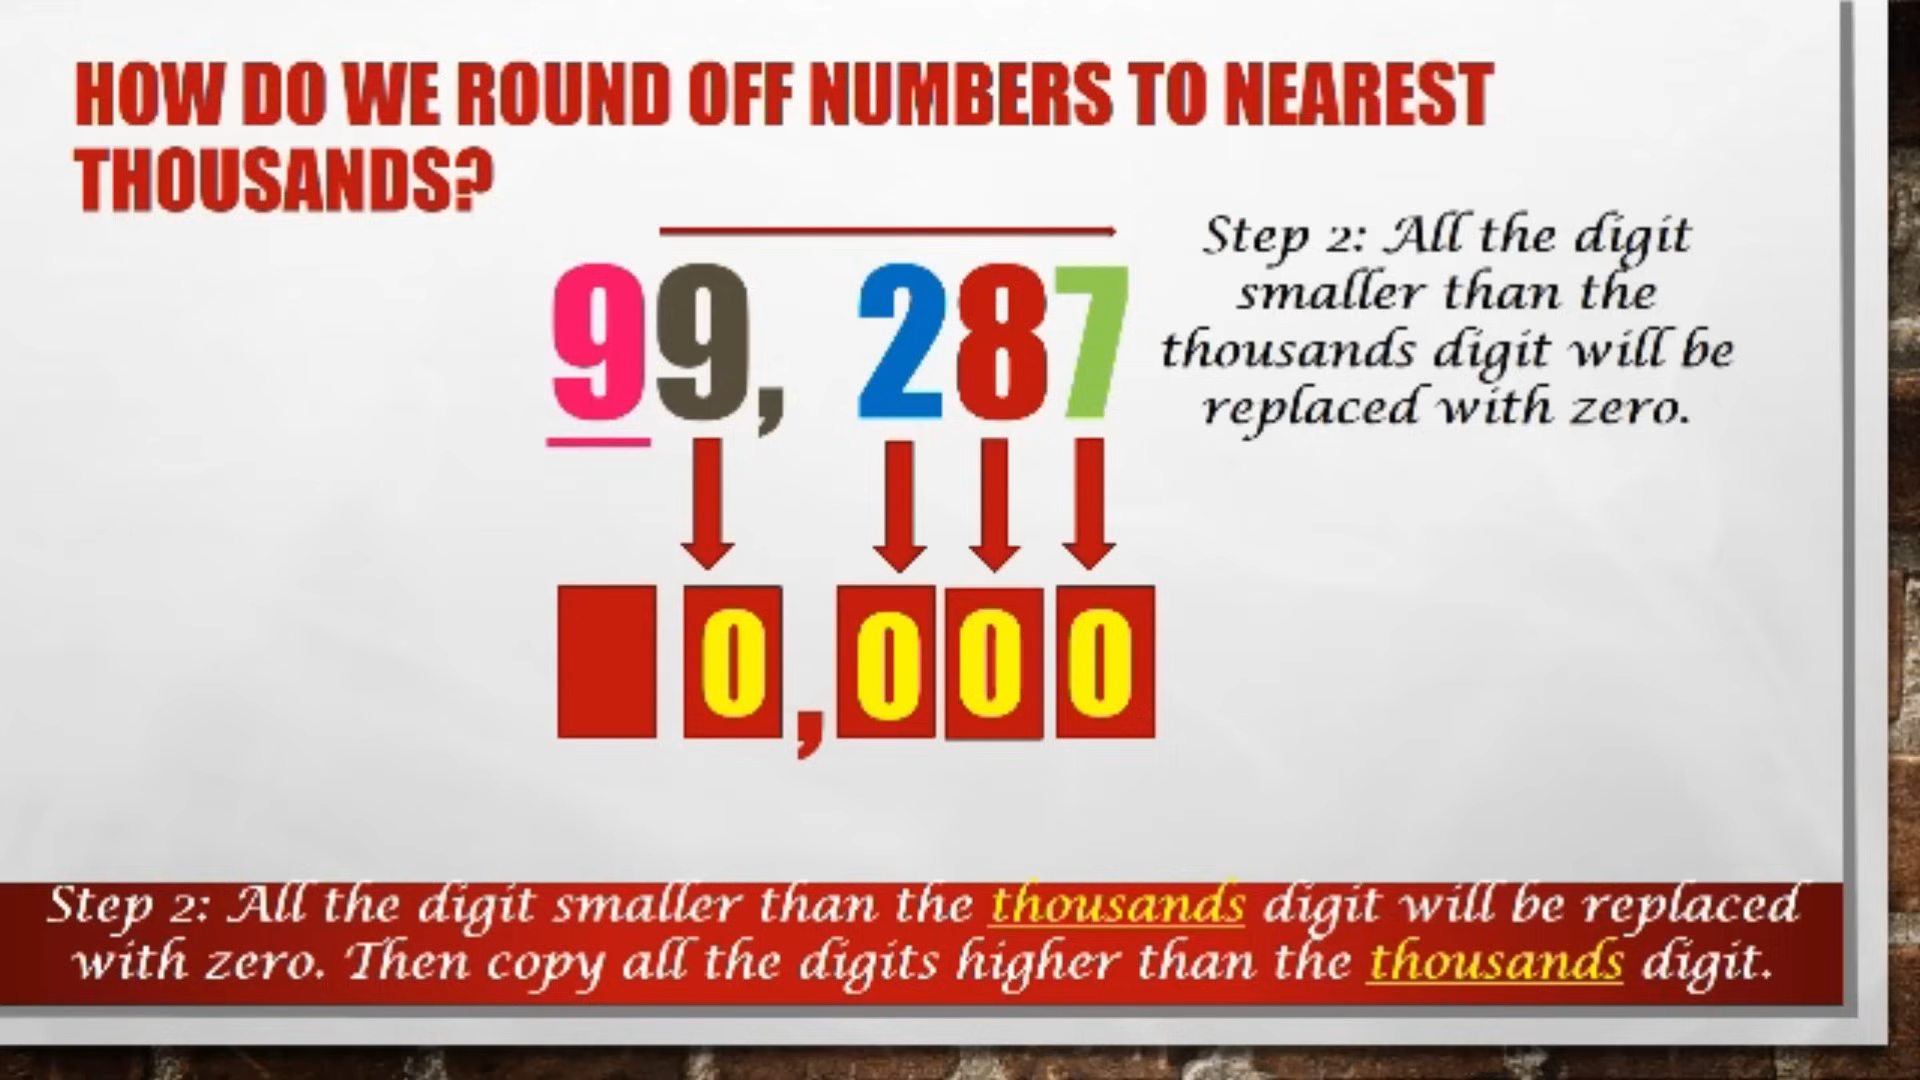 HOW DO WE ROUND OFF NUMBERS TO NEAREST
THOUSANDS?
Step 2: All the digit
smaller than the
thousands digit will be
replaced with zero.
99, 287
0,000
Step 2: All the digit smaller than the thousands digit will be replaced
with zero. Then copy all the digits higher than the thousands digit.